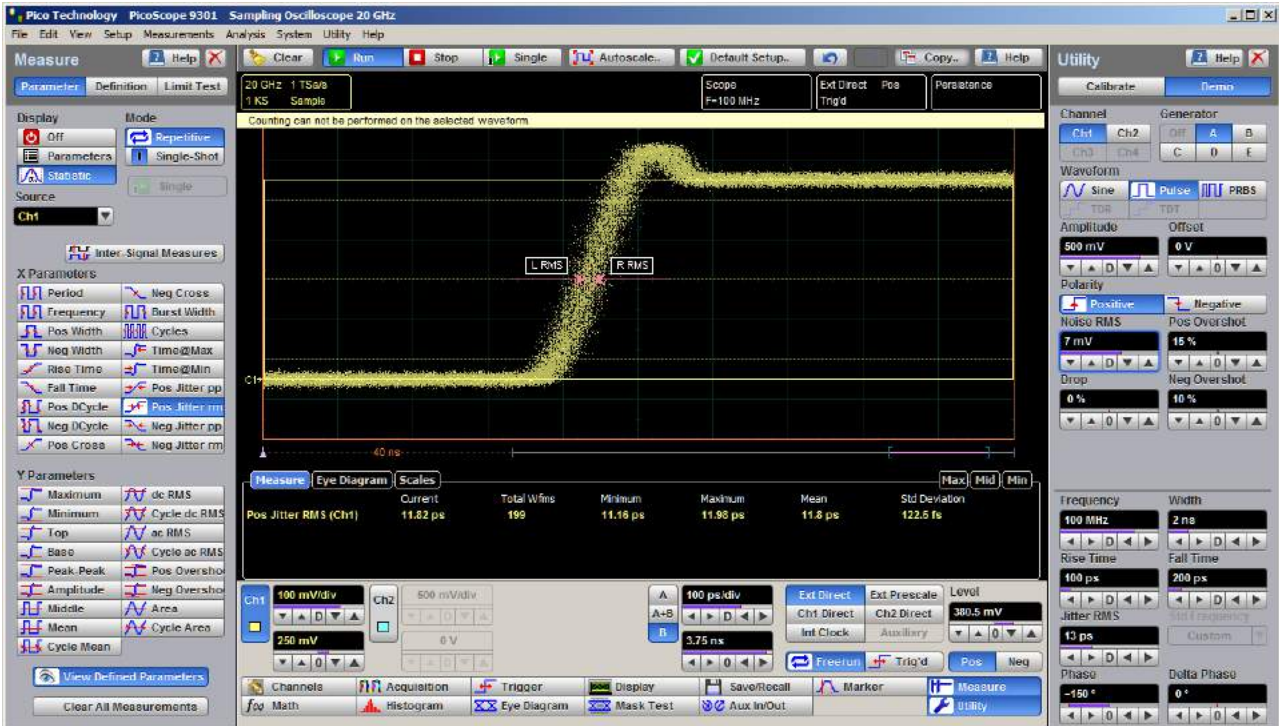 Pico Technology PicoScope 9301 Sampling Oscilloscope 20 GHz
File Edit View Setup Measurements Analysis System Utility Help
Measure Help
Parameter Definition Limit Test
Display Mode
Off Repetitive
Parameters Single-Shot
Statistic Single
Source
Ch1
Inter-Signal Measures
X Parameters
Period Neg Cross
Frequency Burst Width
Pos Width Cycles
Neg Width Time@Max
Rise Time Time@Min
Fall Time Pos Jitter pp
Pos DCycle Pos Jitter rm
Neg DCycle Neg Jitter pp
Pos Cross Neg Jitter rm
Y Parameters
Maximum dc RMS
Minimum Cycle dc RMS
Top ac RMS
Base Cycle ac RMS
Peak-Peak Pos Oversho
Amplitude Neg Oversho
Middle Area
Mean Cycle Area
Cycle Mean
View Defined Parameters
Clear All Measurements
Clear Run Stop Single Autoscale.. Default Setup.. Copy.. Help
20 GHz 1 TSa/s
1 KS Sample
Scope
F=100 MHz
Ext Direct Pos
Trig'd
Persistence
Counting can not be performed on the selected waveform.
L RMS R RMS
C1
40 ns
Measure Eye Diagram Scales Max Mid Min
Current Total Wfms Minimum Maximum Mean Std Deviation
Pos Jitter RMS (Ch1) 11.82 ps 199 11.16 ps 11.98 ps 11.8 ps 122.5 fs
Ch1 100 mV/div Ch2 500 mV/div A 100 ps/div Ext Direct Ext Prescale Level
D D A+B D Ch1 Direct Ch2 Direct 380.5 mV
250 mV 0 V B 3.75 ns Int Clock Auxiliary 0
0 0 0 Freerun Trig'd Pos Neg
Channels Acquisition Trigger Display Save/Recall Marker Measure
f(x) Math Histogram Eye Diagram Mask Test Aux In/Out Utility
Utility Help
Calibrate Demo
Channel Generator
Ch1 Ch2 Off A B
Ch3 Ch4 C D E
Waveform
Sine Pulse PRBS
TDR TDT
Amplitude Offset
500 mV 0 V
D 0
Polarity
Positive Negative
Noise RMS Pos Overshot
7 mV 15 %
D 0
Drop Neg Overshot
0 % 10 %
0 0
Frequency Width
100 MHz 2 ns
D D
Rise Time Fall Time
100 ps 200 ps
D D
Jitter RMS Std Frequency
13 ps Custom
D
Phase Delta Phase
-150 ° 0 °
0 0